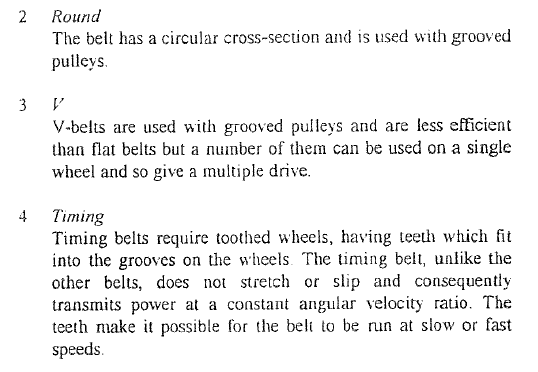 2 Round
The belt has a circular cross-section and is used with grooved
pulleys.
3 V
V-belts are used with grooved pulleys and are less efficient
than flat belts but a number of them can be used on a single
wheel and so give a multiple drive.
4 Timing
Timing belts require toothed wheels, having teeth which fit
into the grooves on the wheels. The timing belt, unlike the
other belts, does not stretch or slip and consequently
transmits power at a constant angular velocity ratio. The
teeth make it possible for the belt to be run at slow or fast
speeds.